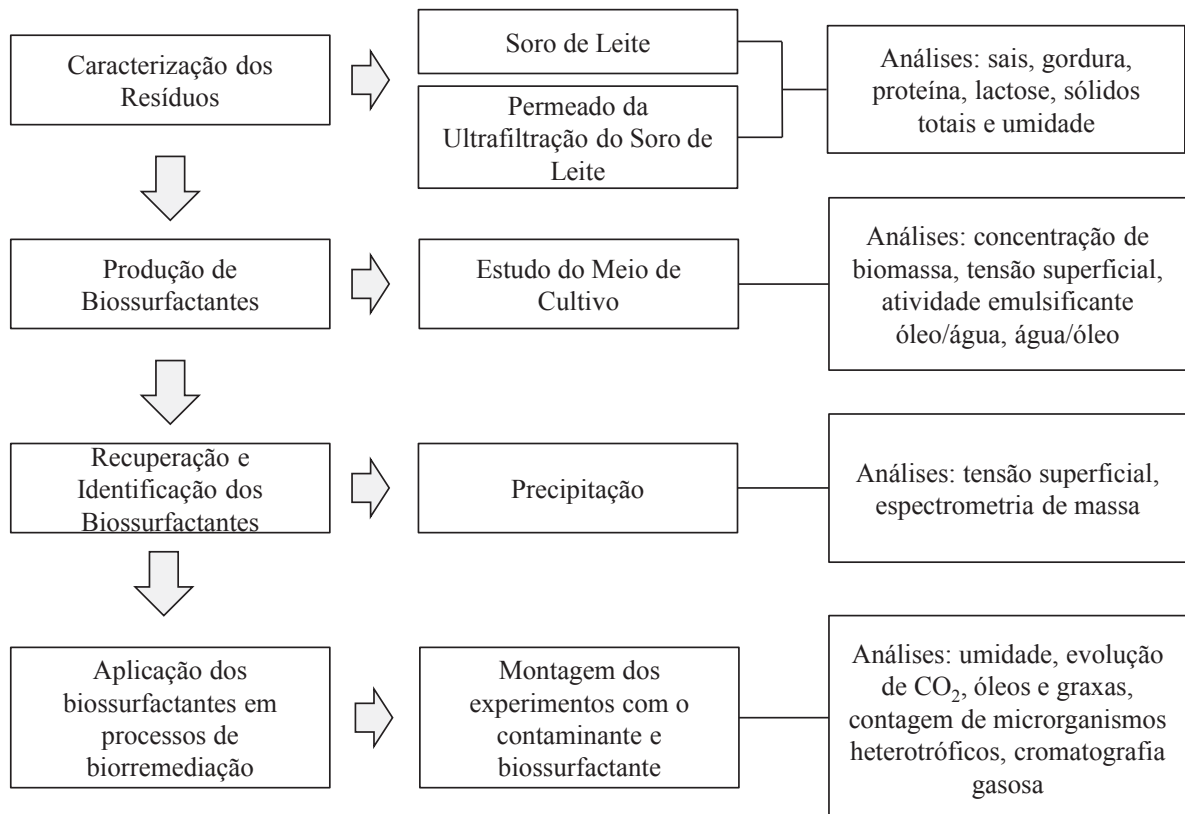 Caracterização dos
Resíduos
Soro de Leite
Permeado da
Ultrafiltração do Soro de
Leite
Análises: sais, gordura,
proteína, lactose, sólidos
totais e umidade
Produção de
Biossurfactantes
Estudo do Meio de
Cultivo
Análises: concentração de
biomassa, tensão superficial,
atividade emulsificante
óleo/água, água/óleo
Recuperação e
Identificação dos
Biossurfactantes
Precipitação
Análises: tensão superficial,
espectrometria de massa
Aplicação dos
biossurfactantes em
processos de
biorremediação
Montagem dos
experimentos com o
contaminante e
biossurfactante
Análises: umidade, evolução
de CO₂, óleos e graxas,
contagem de microrganismos
heterotróficos, cromatografia
gasosa